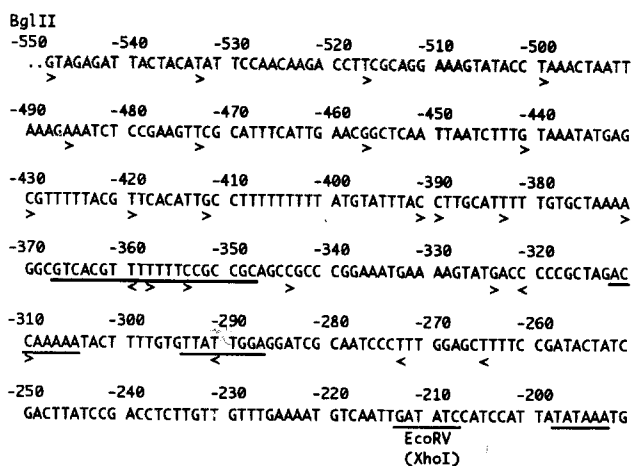 BglII
-550 -540 -530 -520 -510 -500
..GTAGAGATT TACTACATAT TCCAACAAGA CCTTCGCAGG AAAGTATACC TAAACTAATT
> > > >
-490 -480 -470 -460 -450 -440
AAAGAAATCT CCGAAGTTCG CATTTCATTG AACGGCTCAA TTAATCTTTG TAAATATGAG
> > > >
-430 -420 -410 -400 -390 -380
CGTTTTTACG TTCACATTGC CTTTTTTTTT ATGTATTTAC CTTGCATTTT TGTGCTAAAA
> > > > > > >
-370 -360 -350 -340 -330 -320
GGCGTCACGTT TTTTTCCGC CGCAGCCGCC CGGAAATGAA AAGTATGACC CCCGCTAGAC
< > > > > <
-310 -300 -290 -280 -270 -260
CAAAAATACT TTTGTGTTAT TGGAGGATCG CAATCCCTTT GGAGCTTTTC CGATACTATC
> < < <
-250 -240 -230 -220 -210 -200
GACTTATCCG ACCTCTTGTT GTTTGAAAAT GTCAATTGAT ATCCATCCAT TATATAAATG
EcoRV
(XhoI)